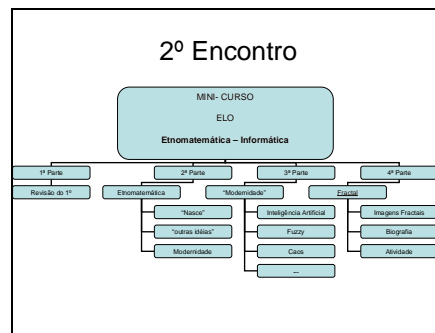 2º Encontro
MINI- CURSO
ELO
Etnomatemática – Informática
1ª Parte
2ª Parte
3ª Parte
4ª Parte
Revisão do 1º
Etnomatemática
"Modernidade"
Fractal
"Nasce"
"outras idéias"
Modernidade
Inteligência Artificial
Fuzzy
Caos
...
Imagens Fractais
Biografia
Atividade